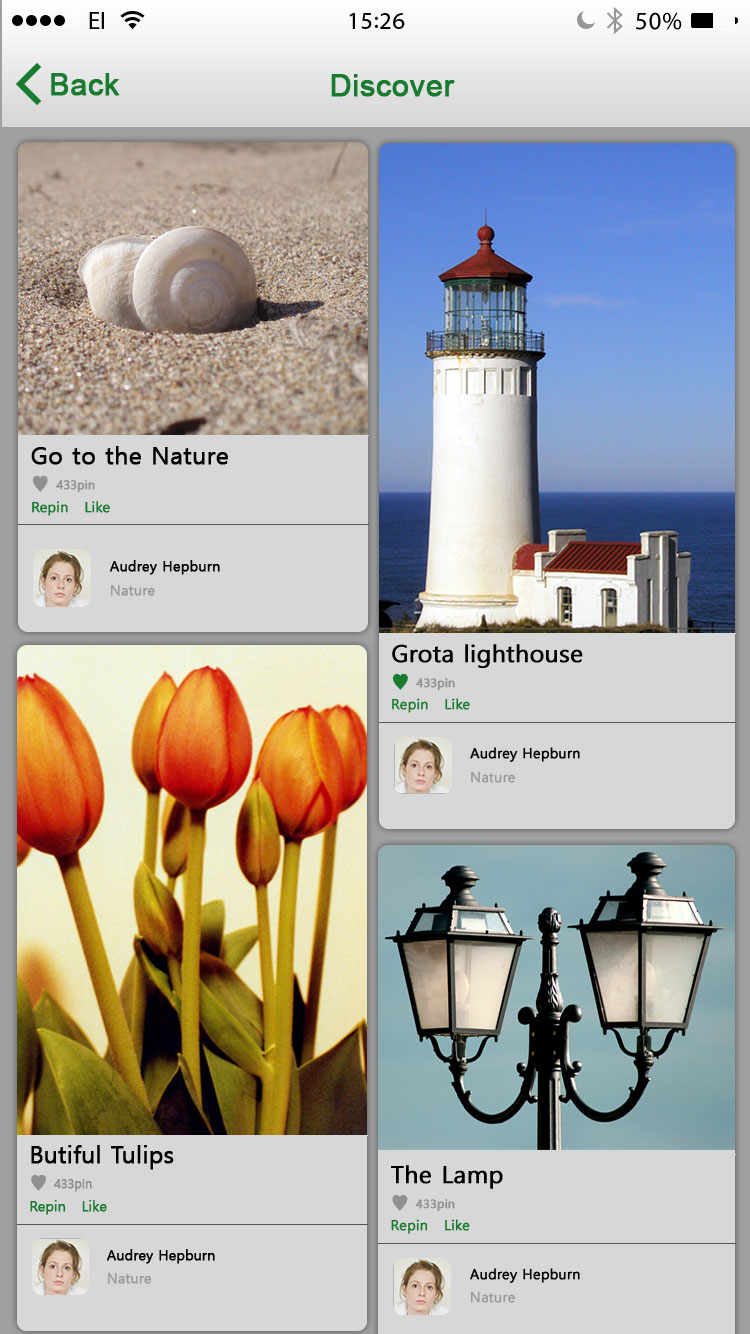 EI
15:26
50%
Back
Discover
Go to the Nature
433pin
Repin Like
Audrey Hepburn
Nature
Grota lighthouse
433pin
Repin Like
Audrey Hepburn
Nature
Butiful Tulips
433pin
Repin Like
Audrey Hepburn
Nature
The Lamp
433pin
Repin Like
Audrey Hepburn
Nature